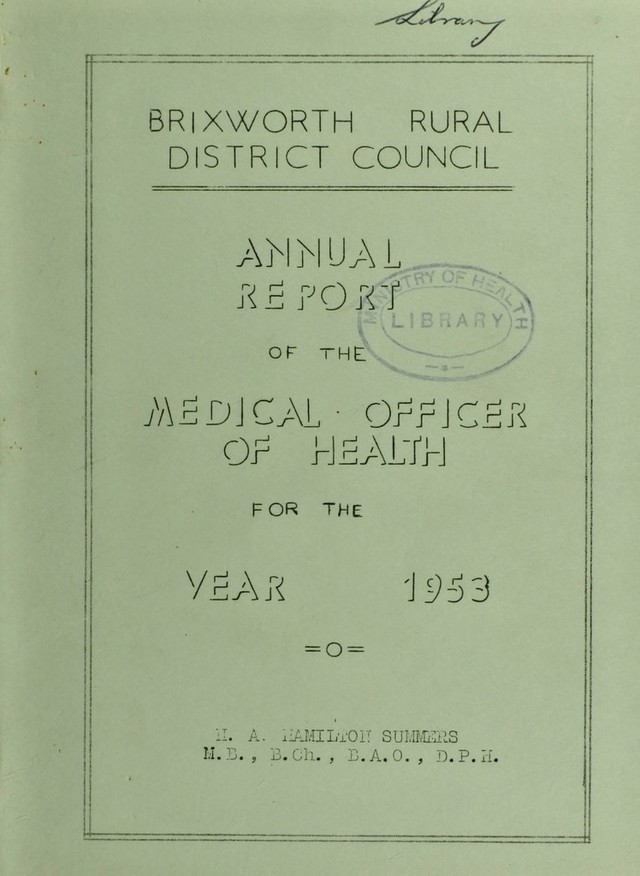 Library
BRIXWORTH RURAL
DISTRICT COUNCIL
ANNUAL
REPORT
MINISTRY OF HEALTH
LIBRARY
OF THE
MEDICAL OFFICER
OF HEALTH
FOR THE
YEAR 1953
=O=
A. HAMILTON SUMMERS
M.B., B.Ch., B.A.O., D.P.H.